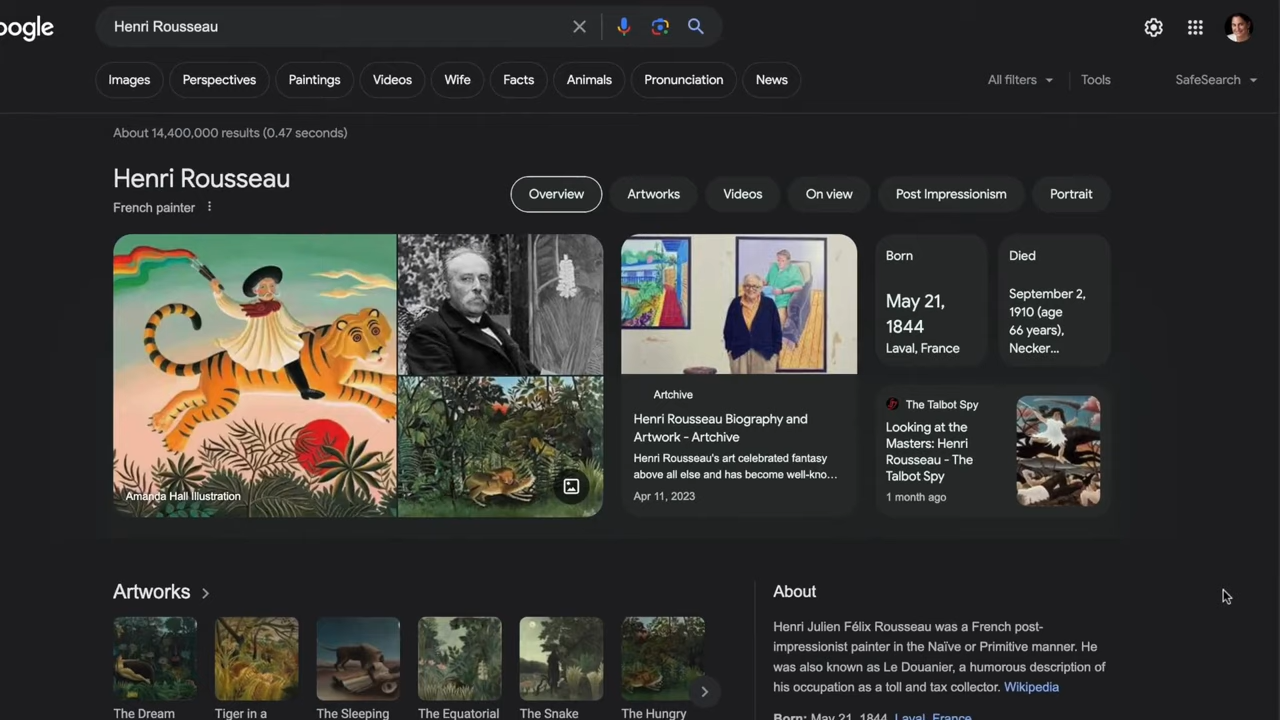 oogle
Henri Rousseau
Images
Perspectives
Paintings
Videos
Wife
Facts
Animals
Pronunciation
News
All filters
Tools
SafeSearch
About 14,400,000 results (0.47 seconds)
Henri Rousseau
French painter
Overview
Artworks
Videos
On view
Post Impressionism
Portrait
Amanda Hall Illustration
Artchive
Henri Rousseau Biography and
Artwork - Artchive
Henri Rousseau's art celebrated fantasy
above all else and has become well-kno...
Apr 11, 2023
Born
May 21,
1844
Laval, France
Died
September 2,
1910 (age
66 years),
Necker...
The Talbot Spy
Looking at the
Masters: Henri
Rousseau - The
Talbot Spy
1 month ago
Artworks
The Dream
Tiger in a
The Sleeping
The Equatorial
The Snake
The Hungry
About
Henri Julien Félix Rousseau was a French post-
impressionist painter in the Naïve or Primitive manner. He
was also known as Le Douanier, a humorous description of
his occupation as a toll and tax collector. Wikipedia
Born: May 21, 1844, Laval, France